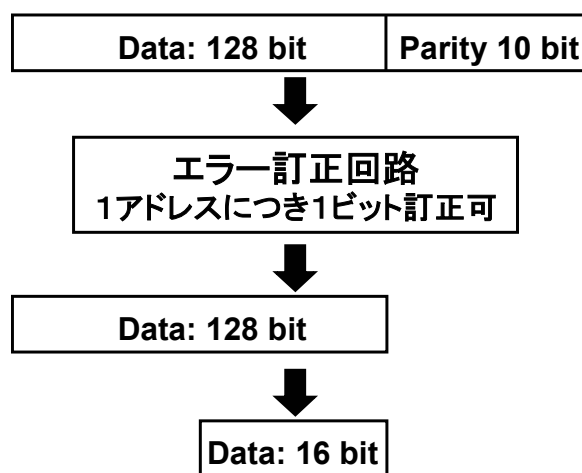 Data: 128 bit
Parity 10 bit
エラー訂正回路
1アドレスにつき1ビット訂正可
Data: 128 bit
Data: 16 bit